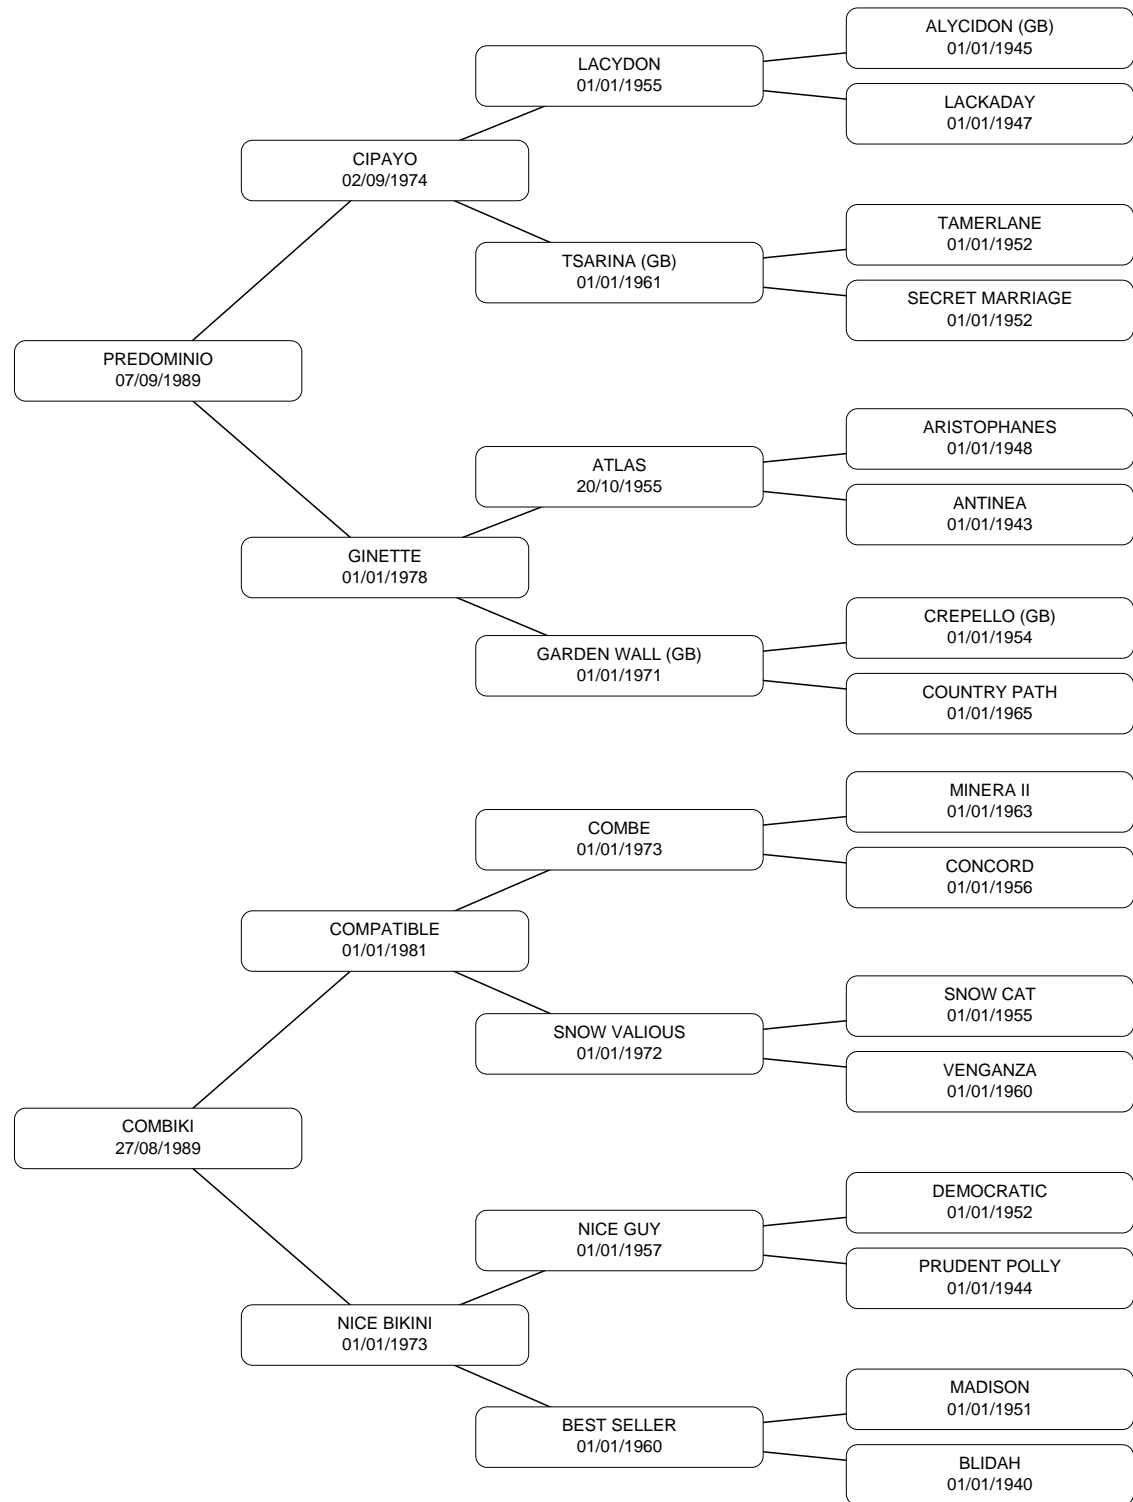 ALYCIDON (GB)
01/01/1945
LACYDON
01/01/1955
LACKADAY
01/01/1947
CIPAYO
02/09/1974
TAMERLANE
01/01/1952
TSARINA (GB)
01/01/1961
SECRET MARRIAGE
01/01/1952
PREDOMINIO
07/09/1989
ARISTOPHANES
01/01/1948
ATLAS
20/10/1955
ANTINEA
01/01/1943
GINETTE
01/01/1978
CREPELLO (GB)
01/01/1954
GARDEN WALL (GB)
01/01/1971
COUNTRY PATH
01/01/1965
MINERA II
01/01/1963
COMBE
01/01/1973
CONCORD
01/01/1956
COMPATIBLE
01/01/1981
SNOW CAT
01/01/1955
SNOW VALIOUS
01/01/1972
VENGANZA
01/01/1960
COMBIKI
27/08/1989
DEMOCRATIC
01/01/1952
NICE GUY
01/01/1957
PRUDENT POLLY
01/01/1944
NICE BIKINI
01/01/1973
MADISON
01/01/1951
BEST SELLER
01/01/1960
BLIDAH
01/01/1940